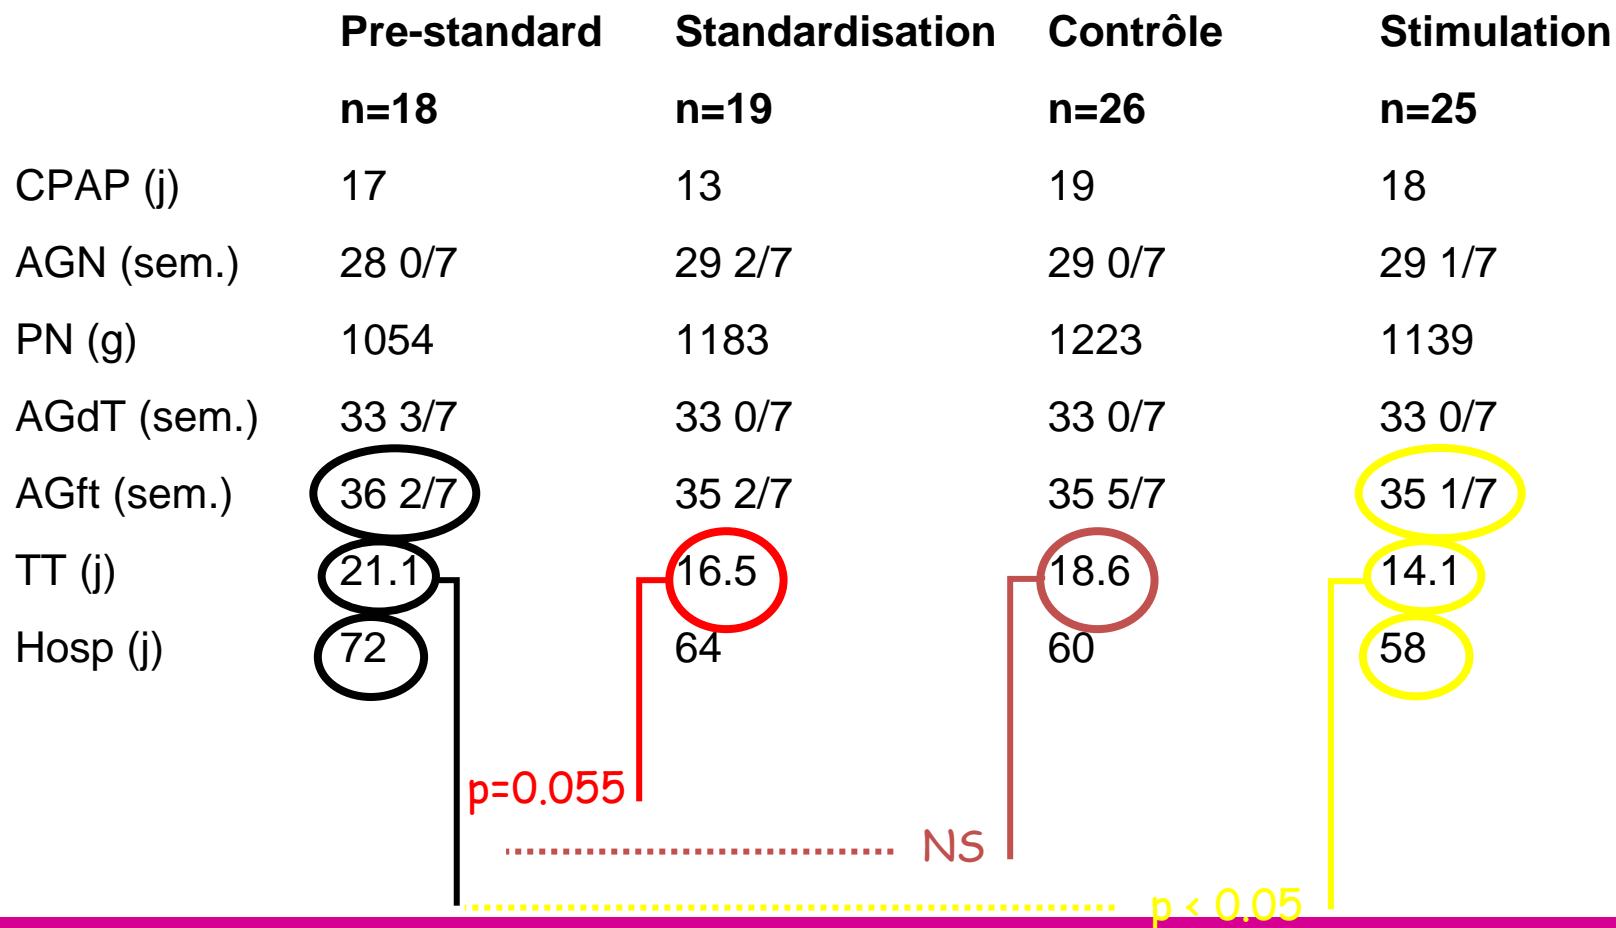 Pre-standard Standardisation Contrôle Stimulation
n=18 n=19 n=26 n=25
CPAP (j) 17 13 19 18
AGN (sem.) 28 0/7 29 2/7 29 0/7 29 1/7
PN (g) 1054 1183 1223 1139
AGdT (sem.) 33 3/7 33 0/7 33 0/7 33 0/7
AGft (sem.) 36 2/7 35 2/7 35 5/7 35 1/7
TT (j) 21.1 16.5 18.6 14.1
Hosp (j) 72 64 60 58
p=0.055
NS
p < 0.05